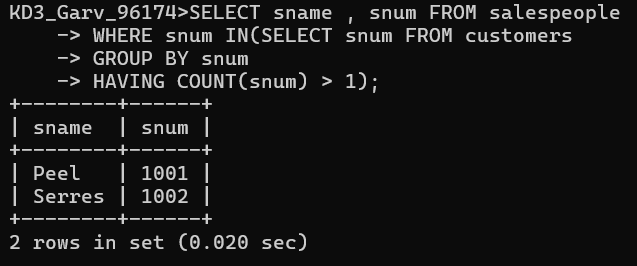 KD3_Garv_96174>SELECT sname , snum FROM salespeople
    -> WHERE snum IN(SELECT snum FROM customers
    -> GROUP BY snum
    -> HAVING COUNT(snum) > 1);
+--------+------+
| sname  | snum |
+--------+------+
| Peel   | 1001 |
| Serres | 1002 |
+--------+------+
2 rows in set (0.020 sec)